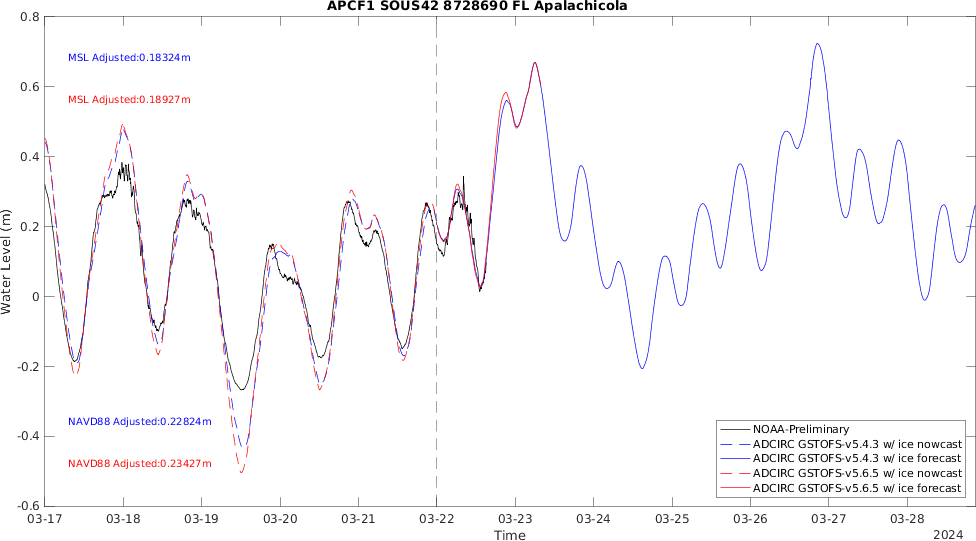 APCF1 SOUS42 8728690 FL Apalachicola
0.8
0.6
0.4
0.2
0
-0.2
-0.4
-0.6
Water Level (m)
MSL Adjusted:0.18324m
MSL Adjusted:0.18927m
NAVD88 Adjusted:0.22824m
NAVD88 Adjusted:0.23427m
NOAA-Preliminary
ADCIRC GSTOFS-v5.4.3 w/ ice nowcast
ADCIRC GSTOFS-v5.4.3 w/ ice forecast
ADCIRC GSTOFS-v5.6.5 w/ ice nowcast
ADCIRC GSTOFS-v5.6.5 w/ ice forecast
03-17 03-18 03-19 03-20 03-21 03-22 03-23 03-24 03-25 03-26 03-27 03-28
Time
2024